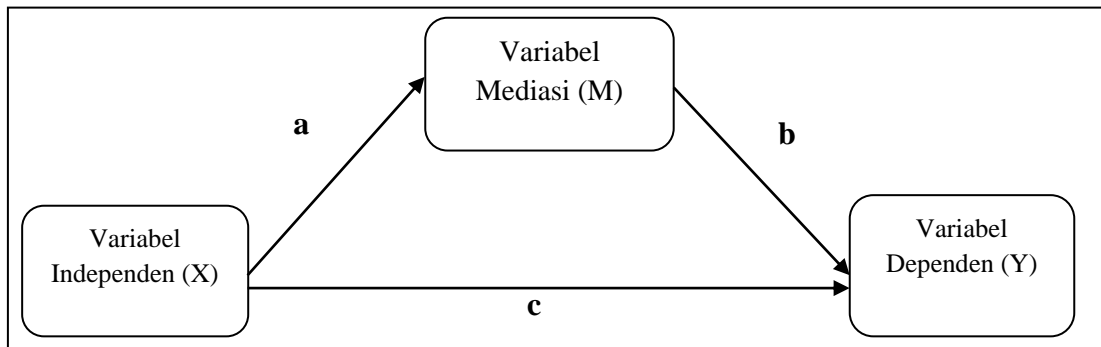 Variabel
Mediasi (M)
a
b
Variabel
Independen (X)
Variabel
Dependen (Y)
c